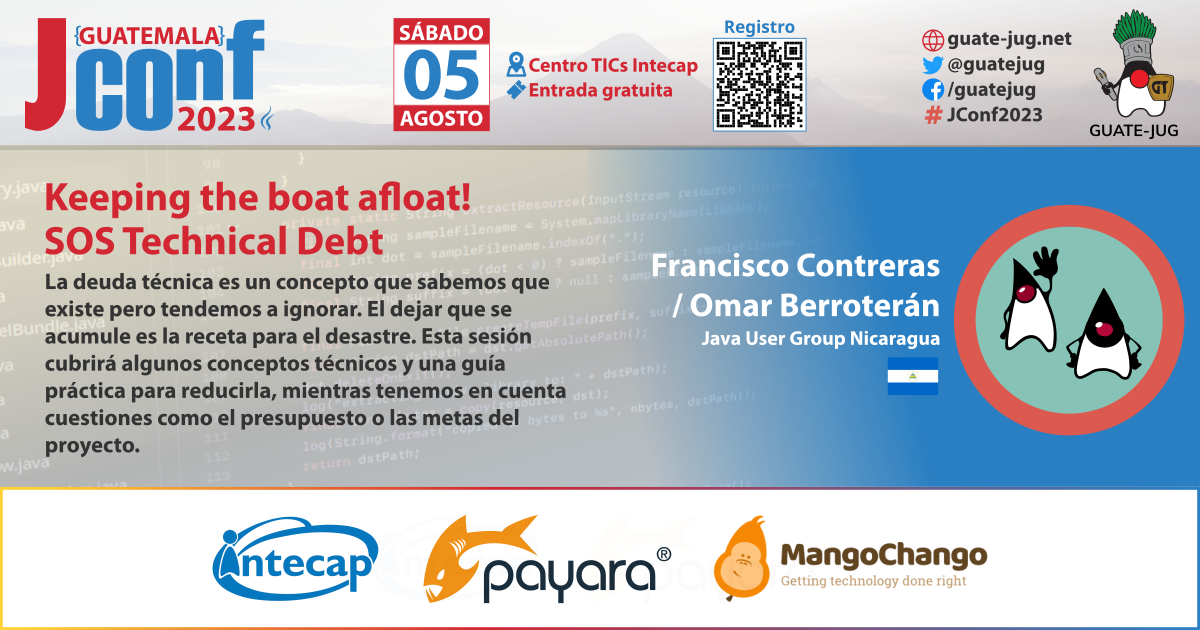 J{GUATEMALA}
conf
2023
SÁBADO
05
AGOSTO
Centro TICs Intecap
Entrada gratuita
Registro
guate-jug.net
@guatejug
/guatejug
# JConf2023
GT
GUATE-JUG
Keeping the boat afloat!
SOS Technical Debt
La deuda técnica es un concepto que sabemos que
existe pero tendemos a ignorar. El dejar que se
acumule es la receta para el desastre. Esta sesión
cubrirá algunos conceptos técnicos y una guía
práctica para reducirla, mientras tenemos en cuenta
cuestiones como el presupuesto o las metas del
proyecto.
Francisco Contreras
/ Omar Berroterán
Java User Group Nicaragua
intecap
payara®
MangoChango
Getting technology done right